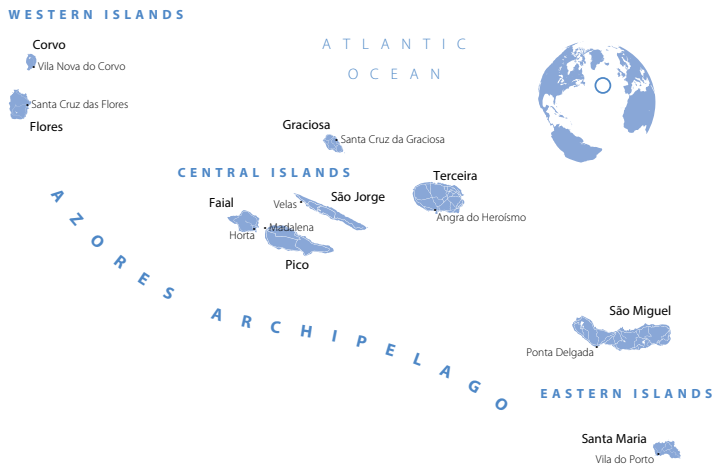 WESTERN ISLANDS
Corvo
Vila Nova do Corvo
Santa Cruz das Flores
Flores
ATLANTIC
OCEAN
Graciosa
Santa Cruz da Graciosa
CENTRAL ISLANDS
Terceira
Angra do Heroísmo
São Jorge
Velas
Faial
Horta
Madalena
Pico
AZORES ARCHIPELAGO
São Miguel
Ponta Delgada
EASTERN ISLANDS
Santa Maria
Vila do Porto